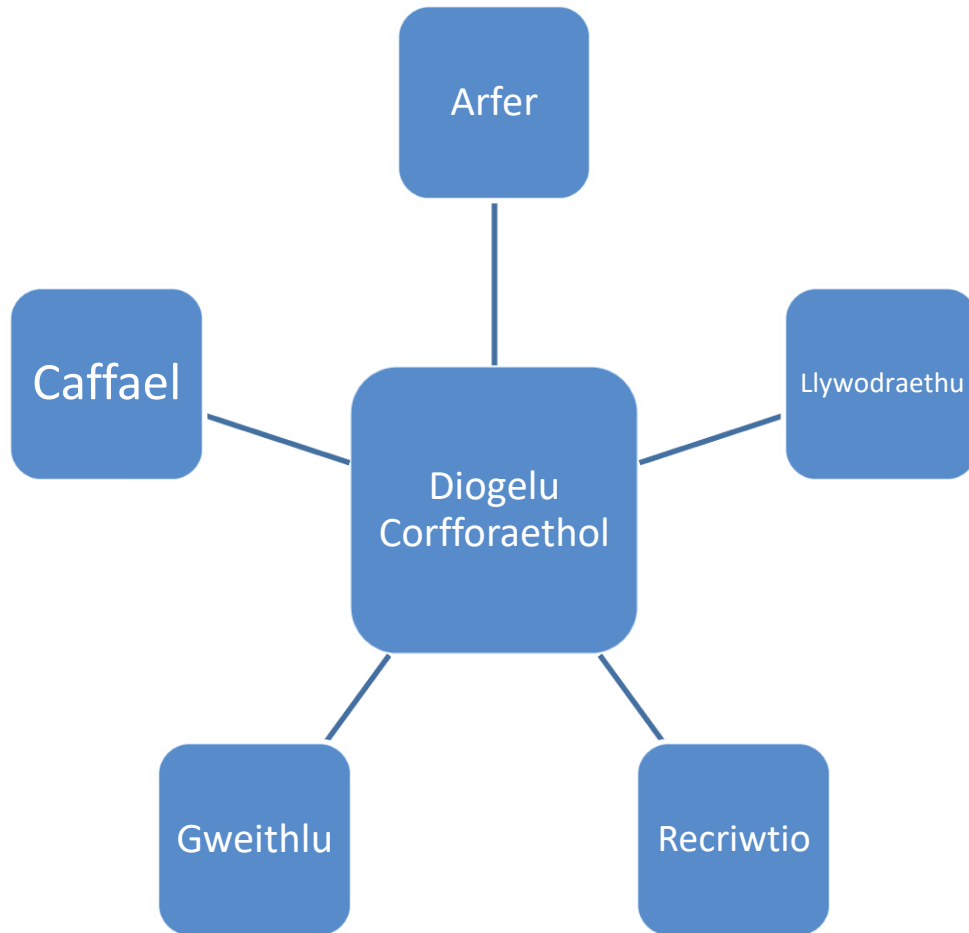 Arfer
Caffael
Llywodraethu
Diogelu
Corfforaethol
Gweithlu
Recriwtio